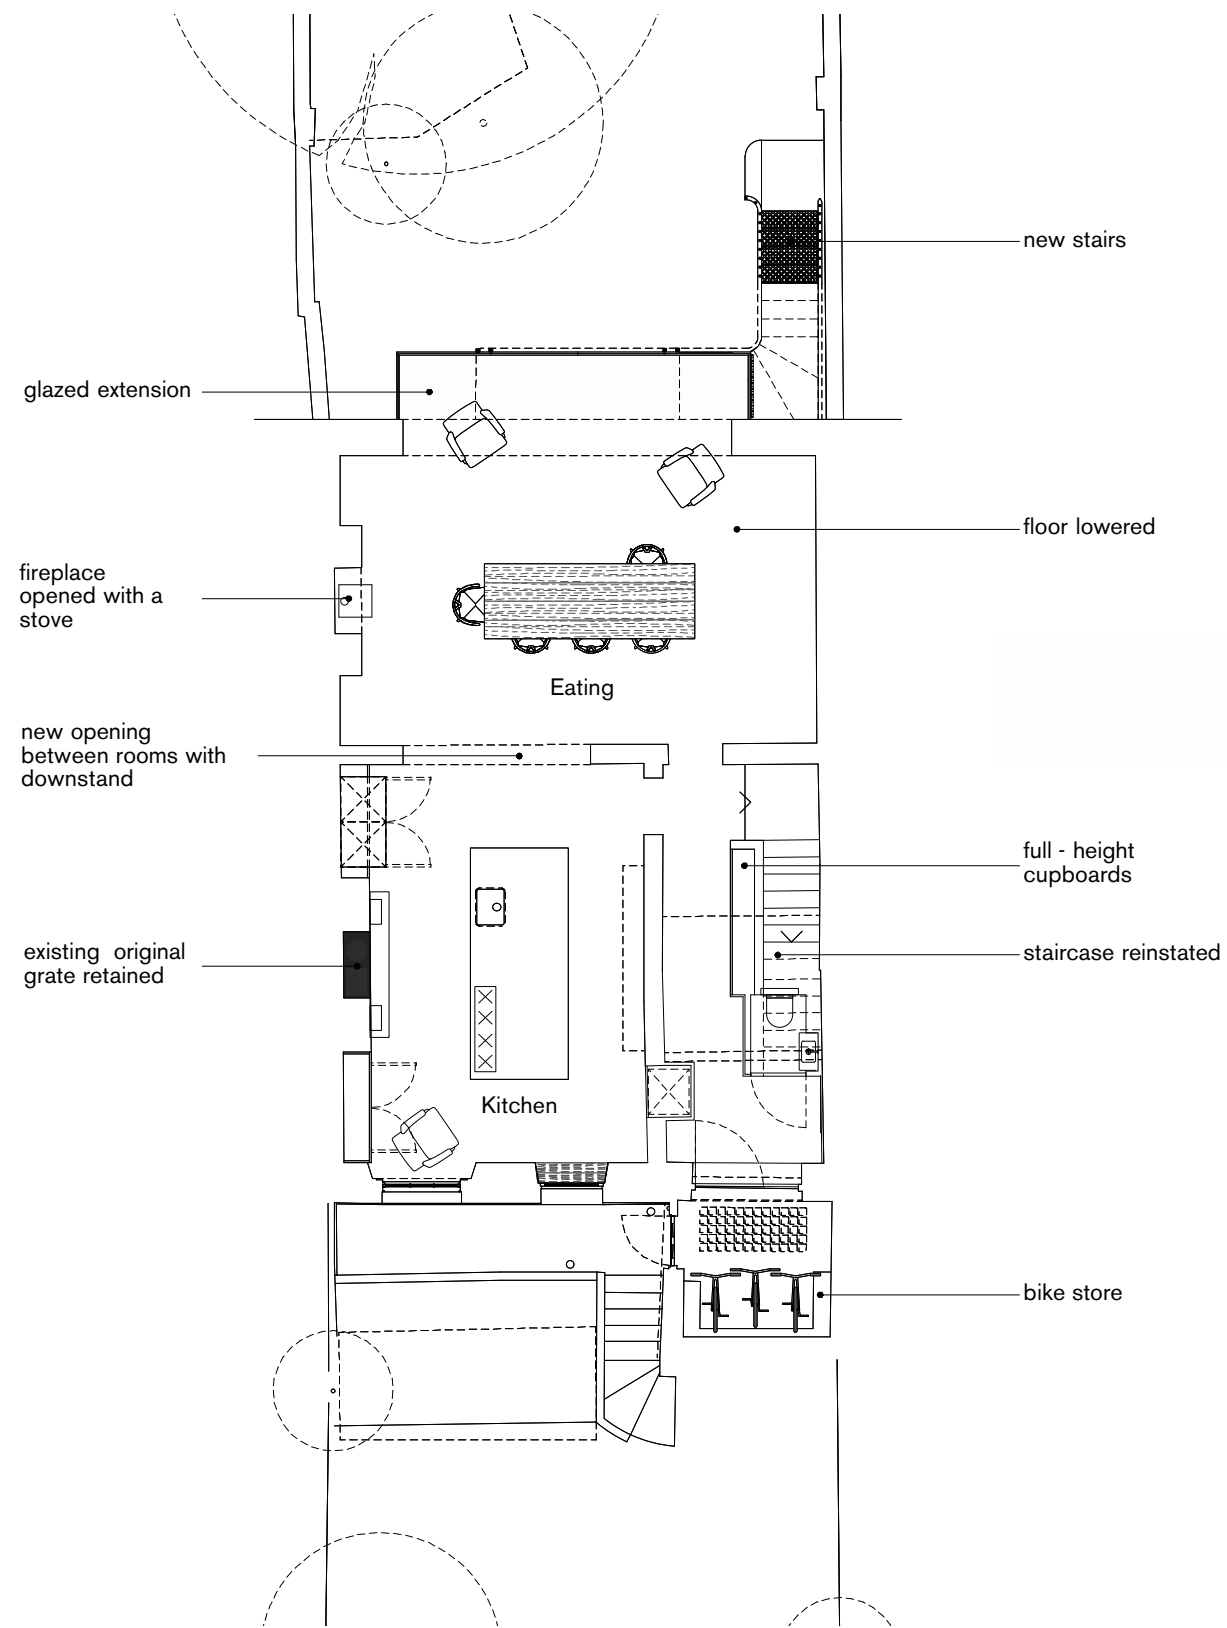 new stairs
glazed extension
floor lowered
fireplace
opened with a
stove
Eating
new opening
between rooms with
downstand
full - height
cupboards
existing original
grate retained
staircase reinstated
Kitchen
bike store